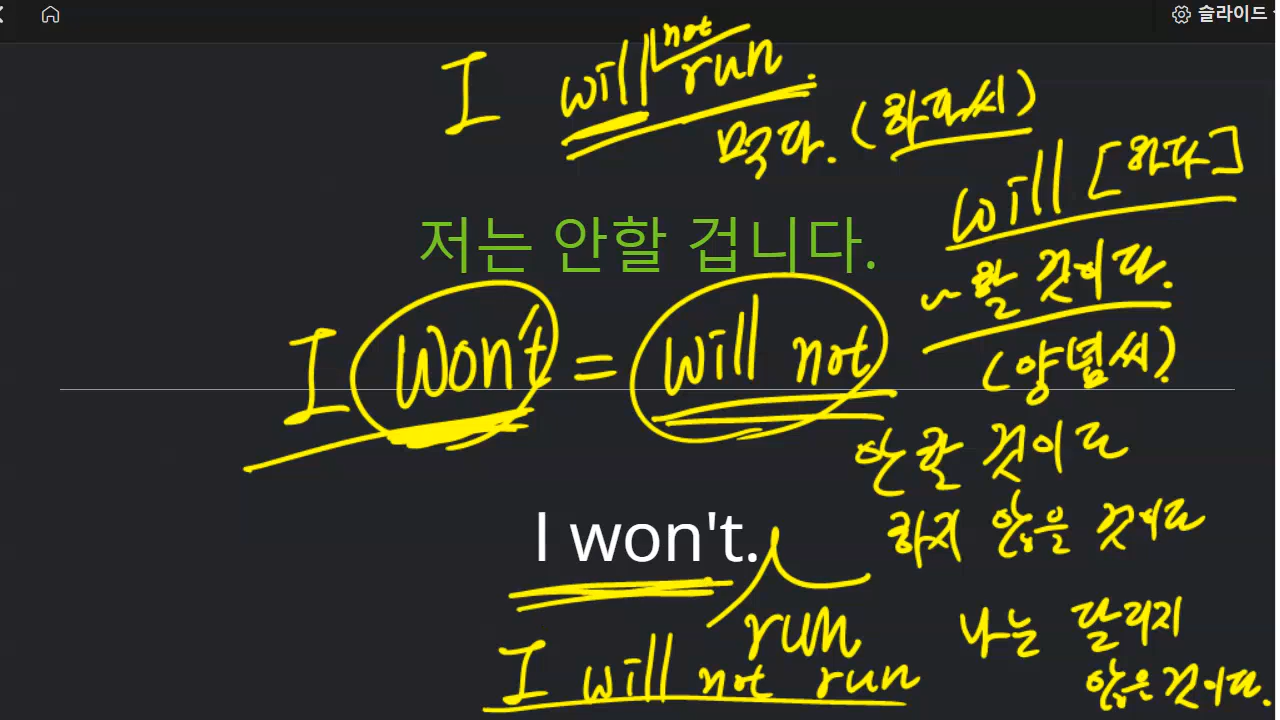 슬라이드
not
I will run.
먹다. (하다씨)
will [하다]
저는 안할 겁니다.
~할 것이다.
I won't = will not
(양념씨)
안할 것이다
하지 않을 것이다
I won't.
run
나는 달리지
않은것이다.
I will not run